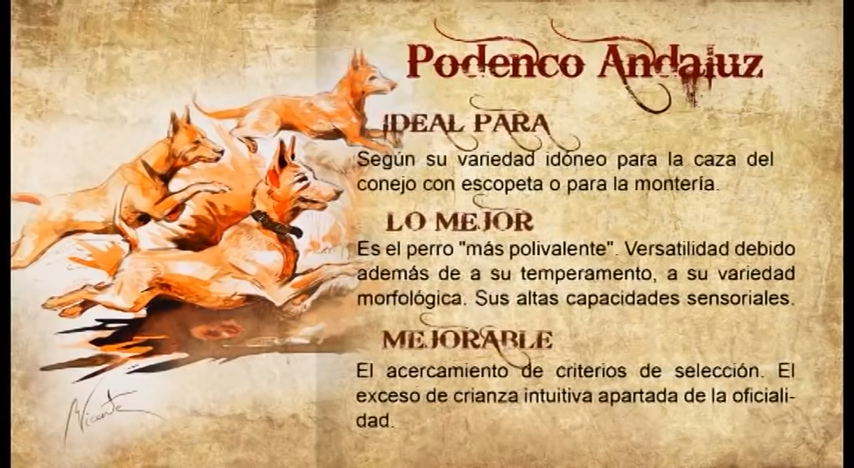 Podenco Andaluz
IDEAL PARA
Según su variedad idóneo para la caza del
conejo con escopeta o para la montería.
LO MEJOR
Es el perro "más polivalente". Versatilidad debido
además de a su temperamento, a su variedad
morfológica. Sus altas capacidades sensoriales.
MEJORABLE
El acercamiento de criterios de selección. El
exceso de crianza intuitiva apartada de la oficiali-
dad.
Vicente